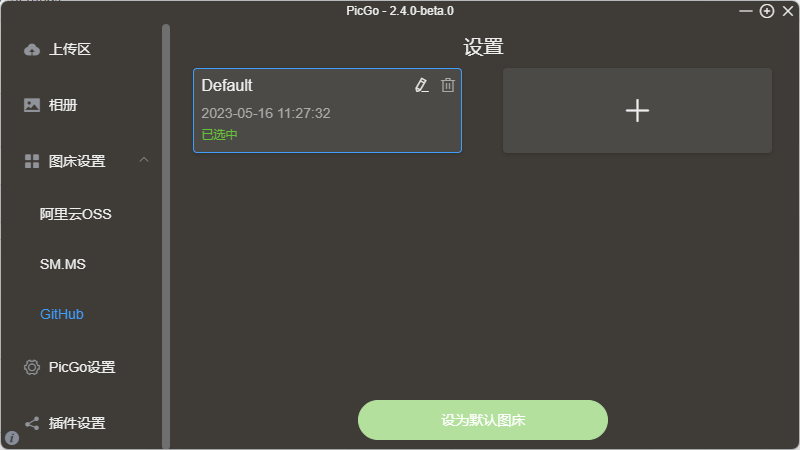 PicGo - 2.4.0-beta.0
上传区
相册
图床设置
阿里云OSS
SM.MS
GitHub
PicGo设置
插件设置
设置
Default
2023-05-16 11:27:32
已选中
设为默认图床